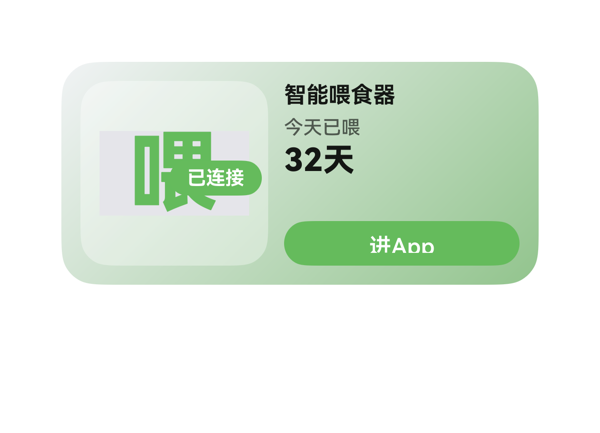 喂
已连接
智能喂食器
今天已喂
32天
进App